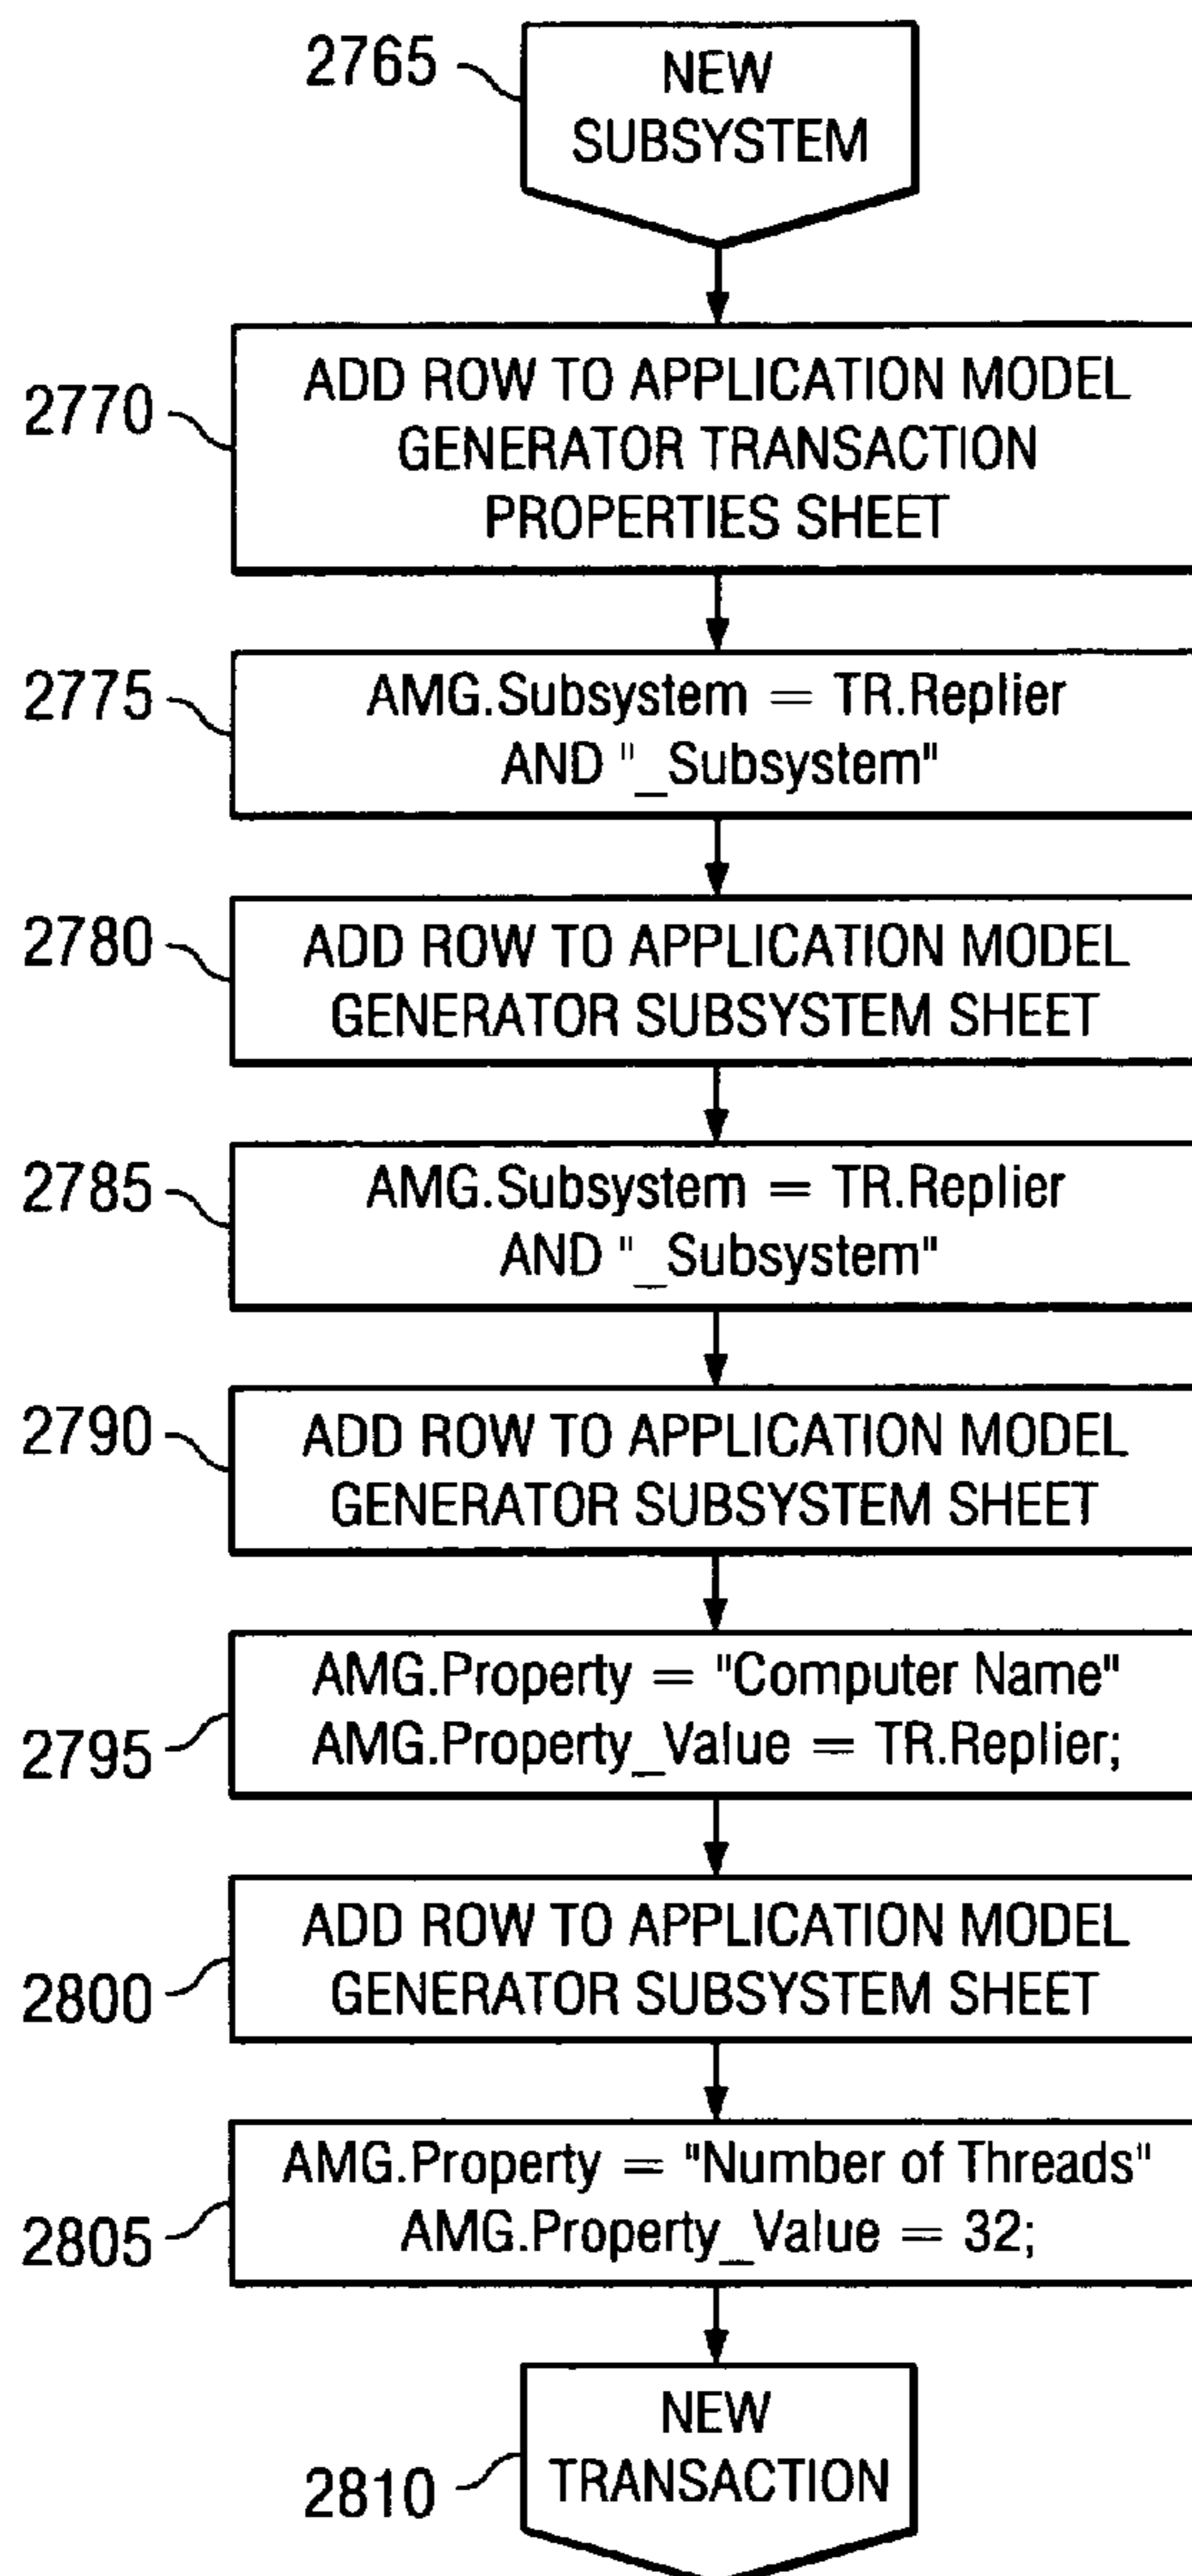 2765
NEW
SUBSYSTEM
2770
ADD ROW TO APPLICATION MODEL
GENERATOR TRANSACTION
PROPERTIES SHEET
2775
AMG.Subsystem = TR.Replier
AND "_Subsystem"
2780
ADD ROW TO APPLICATION MODEL
GENERATOR SUBSYSTEM SHEET
2785
AMG.Subsystem = TR.Replier
AND "_Subsystem"
2790
ADD ROW TO APPLICATION MODEL
GENERATOR SUBSYSTEM SHEET
2795
AMG.Property = "Computer Name"
AMG.Property_Value = TR.Replier;
2800
ADD ROW TO APPLICATION MODEL
GENERATOR SUBSYSTEM SHEET
2805
AMG.Property = "Number of Threads"
AMG.Property_Value = 32;
2810
NEW
TRANSACTION